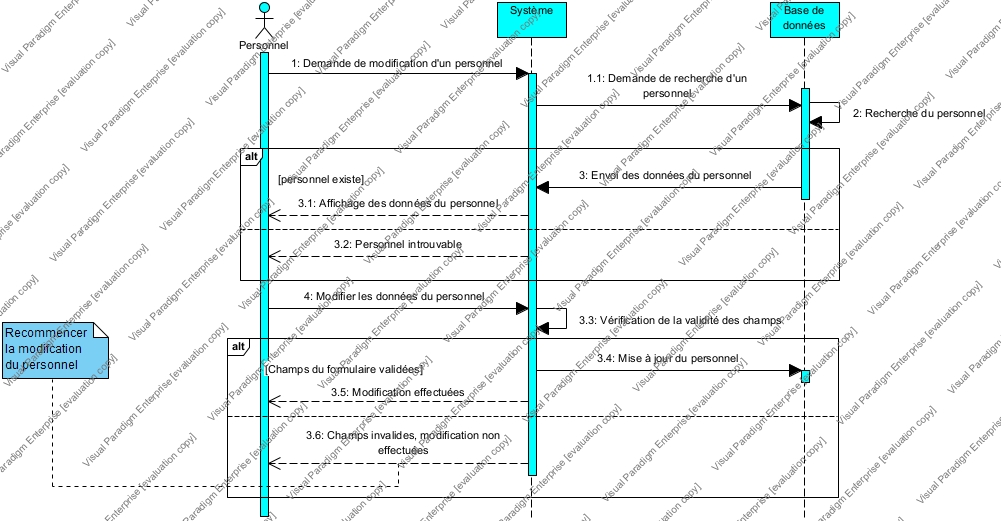 Système
Base de
données
Personnel
1: Demande de modification d'un personnel
1.1: Demande de recherche d'un
personnel
2: Recherche du personnel
alt
[personnel existe]
3: Envoi des données du personnel
3.1: Affichage des données du personnel
3.2: Personnel introuvable
4: Modifier les données du personnel
3.3: Vérification de la validité des champs
Recommencer
la modification
du personnel
alt
3.4: Mise à jour du personnel
[Champs du formulaire validées]
3.5: Modification effectuées
3.6: Champs invalides, modification non
effectuées
Visual Paradigm Enterprise [evaluation copy]